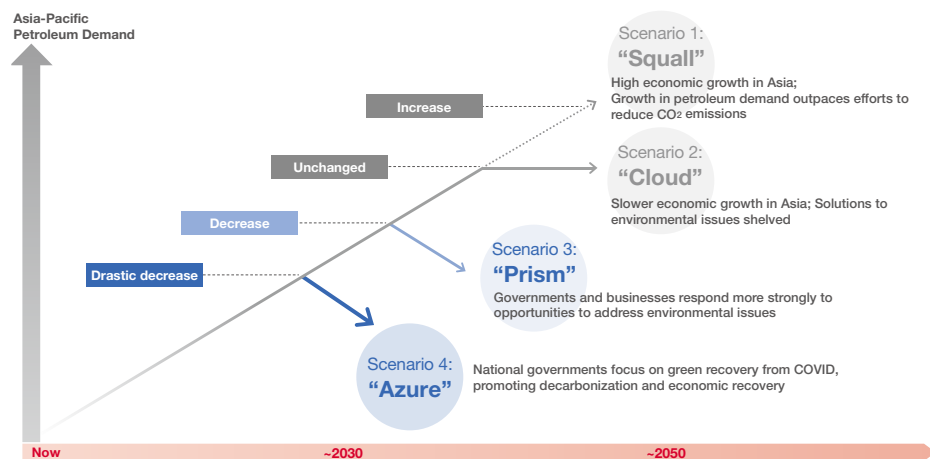 Asia-Pacific
Petroleum Demand
Scenario 1:
“Squall”
High economic growth in Asia;
Growth in petroleum demand outpaces efforts to
reduce CO2 emissions
Increase
Scenario 2:
“Cloud”
Slower economic growth in Asia; Solutions to
environmental issues shelved
Unchanged
Decrease
Scenario 3:
“Prism”
Governments and businesses respond more strongly to
opportunities to address environmental issues
Drastic decrease
Scenario 4:
“Azure”
National governments focus on green recovery from COVID,
promoting decarbonization and economic recovery
Now
~2030
~2050